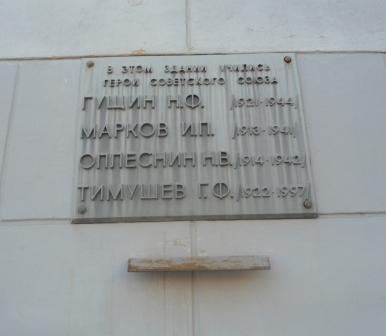 В ЭТОМ ЗДАНИИ УЧИЛИСЬ
ГЕРОИ СОВЕТСКОГО СОЮЗА
ГУЩИН Н.Ф. /1921-1944/
МАРКОВ И.П. /1913-1941/
ОПЛЕСНИН Н.В. /1914-1942/
ТИМУШЕВ Г.Ф. /1922-1997/